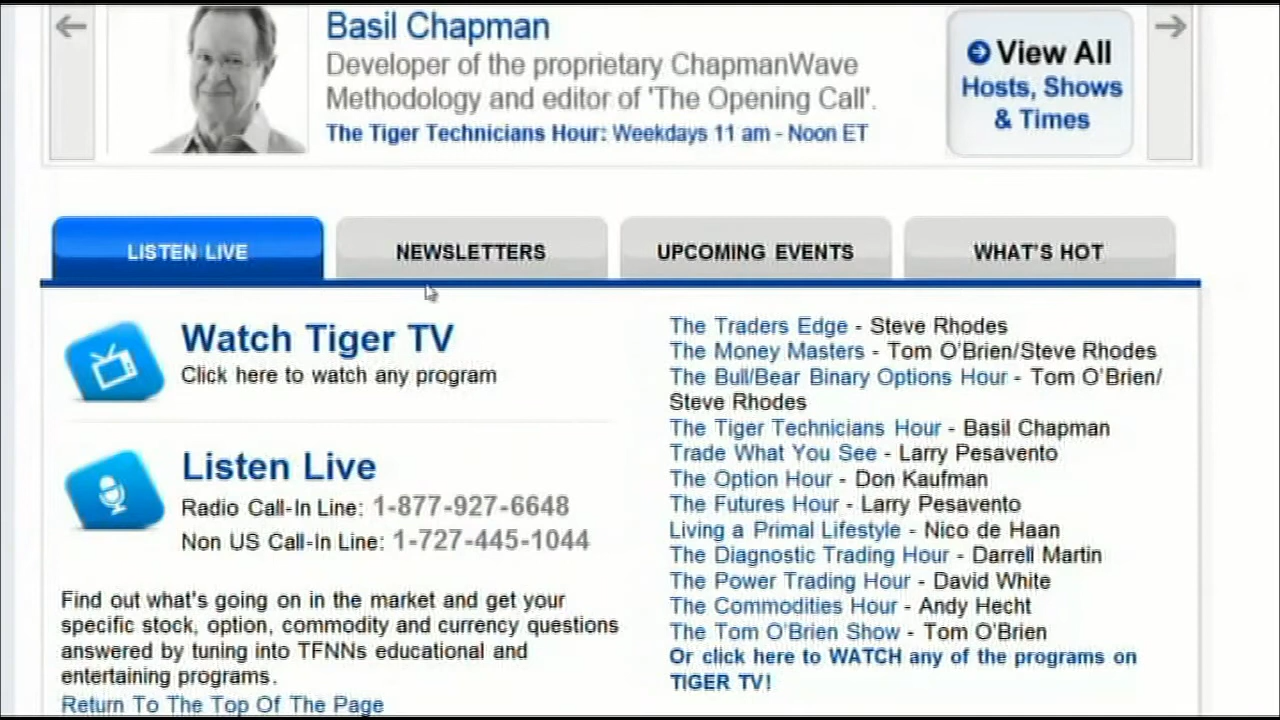 Basil Chapman
Developer of the proprietary ChapmanWave
Methodology and editor of 'The Opening Call'.
The Tiger Technicians Hour: Weekdays 11 am - Noon ET
View All
Hosts, Shows
& Times
LISTEN LIVE
NEWSLETTERS
UPCOMING EVENTS
WHAT'S HOT
Watch Tiger TV
Click here to watch any program
Listen Live
Radio Call-In Line: 1-877-927-6648
Non US Call-In Line: 1-727-445-1044
Find out what's going on in the market and get your
specific stock, option, commodity and currency questions
answered by tuning into TFNNs educational and
entertaining programs.
Return To The Top Of The Page
The Traders Edge - Steve Rhodes
The Money Masters - Tom O'Brien/Steve Rhodes
The Bull/Bear Binary Options Hour - Tom O'Brien/
Steve Rhodes
The Tiger Technicians Hour - Basil Chapman
Trade What You See - Larry Pesavento
The Option Hour - Don Kaufman
The Futures Hour - Larry Pesavento
Living a Primal Lifestyle - Nico de Haan
The Diagnostic Trading Hour - Darrell Martin
The Power Trading Hour - David White
The Commodities Hour - Andy Hecht
The Tom O'Brien Show - Tom O'Brien
Or click here to WATCH any of the programs on
TIGER TV!